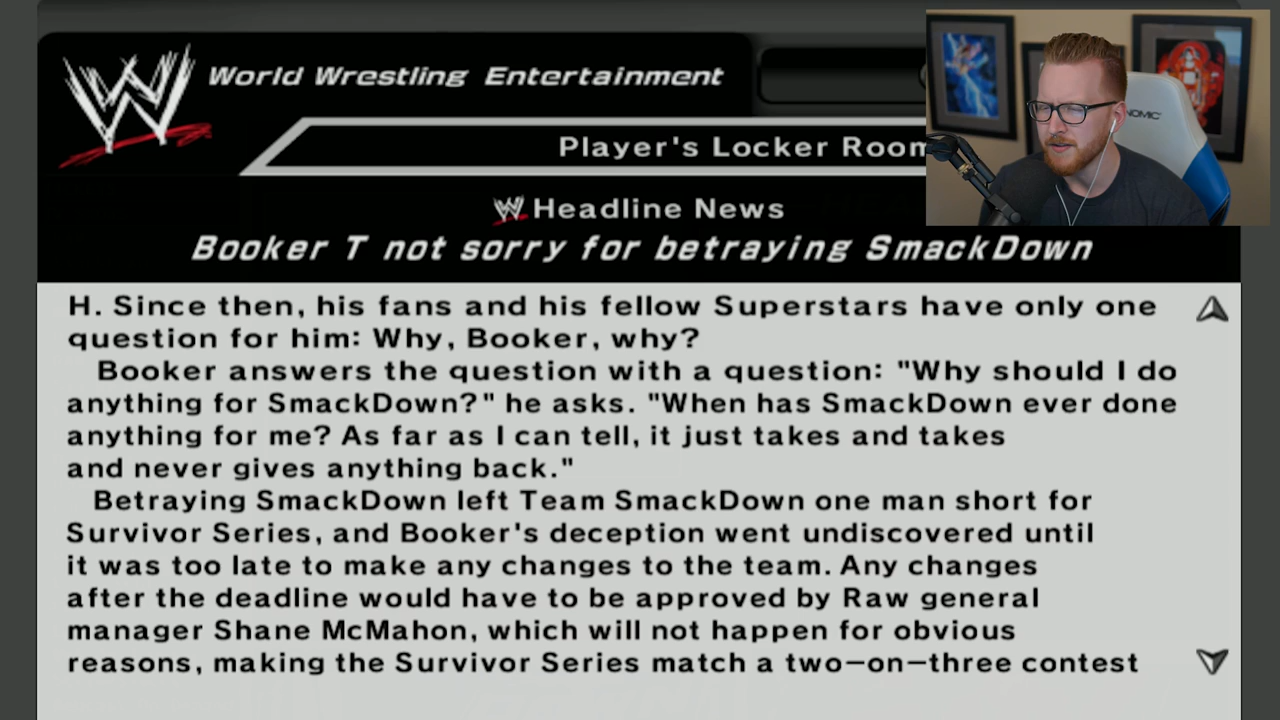 World Wrestling Entertainment
Player's Locker Room
Headline News
Booker T not sorry for betraying SmackDown
H. Since then, his fans and his fellow Superstars have only one
question for him: Why, Booker, why?
Booker answers the question with a question: "Why should I do
anything for SmackDown?" he asks. "When has SmackDown ever done
anything for me? As far as I can tell, it just takes and takes
and never gives anything back."
Betraying SmackDown left Team SmackDown one man short for
Survivor Series, and Booker's deception went undiscovered until
it was too late to make any changes to the team. Any changes
after the deadline would have to be approved by Raw general
manager Shane McMahon, which will not happen for obvious
reasons, making the Survivor Series match a two-on-three contest